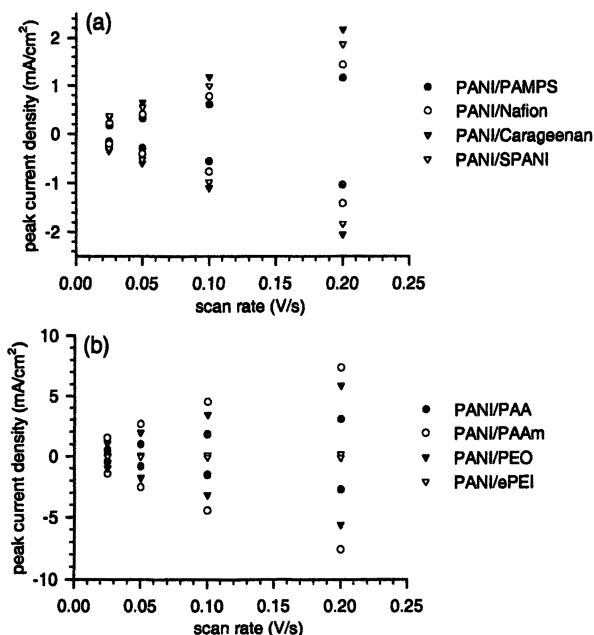 (a)
peak current density (mA/cm²)
2
1
0
-1
-2
0.00 0.05 0.10 0.15 0.20 0.25
scan rate (V/s)
PANI/PAMPS
PANI/Nafion
PANI/Carageenan
PANI/SPANI
(b)
peak current density (mA/cm²)
10
5
0
-5
-10
0.00 0.05 0.10 0.15 0.20 0.25
scan rate (V/s)
PANI/PAA
PANI/PAAm
PANI/PEO
PANI/ePEI